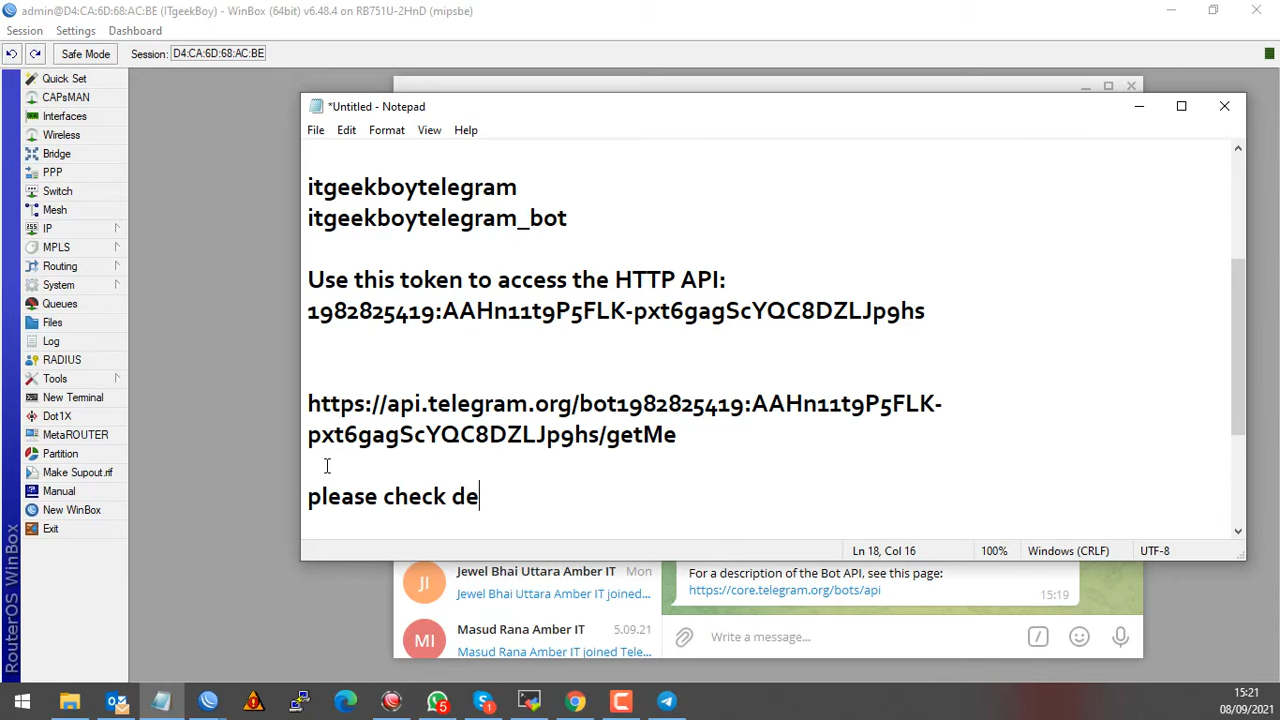 admin@D4:CA:6D:68:AC:BE (ITgeekBoy) - WinBox (64bit) v6.48.4 on RB751U-2HnD (mipsbe)
Session Settings Dashboard
Safe Mode Session: D4:CA:6D:68:AC:BE
Quick Set
CAPsMAN
Interfaces
Wireless
Bridge
PPP
Switch
Mesh
IP
MPLS
Routing
System
Queues
Files
Log
RADIUS
Tools
New Terminal
Dot1X
MetaROUTER
Partition
Make Supout.rif
Manual
New WinBox
Exit
RouterOS WinBox
*Untitled - Notepad
File Edit Format View Help
itgeekboytelegram
itgeekboytelegram_bot
Use this token to access the HTTP API:
1982825419:AAHn11t9P5FLK-pxt6gagScYQC8DZLJp9hs
https://api.telegram.org/bot1982825419:AAHn11t9P5FLK-
pxt6gagScYQC8DZLJp9hs/getMe
please check de
Ln 18, Col 16 100% Windows (CRLF) UTF-8
JI
Jewel Bhai Uttara Amber IT Mon
Jewel Bhai Uttara Amber IT joined...
MI
Masud Rana Amber IT 5.09.21
Masud Rana Amber IT joined Tele...
For a description of the Bot API, see this page:
https://core.telegram.org/bots/api
15:19
Write a message...
5
1
15:21
08/09/2021